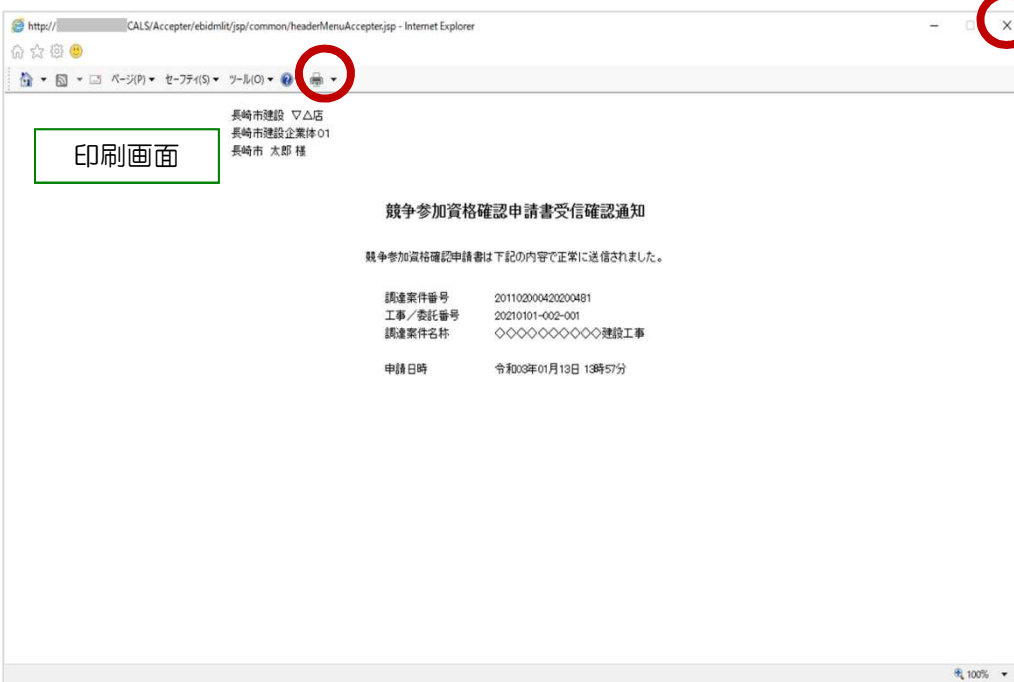 http:// CALS/Accepter/ebidmlit/jsp/common/headerMenuAccepter.jsp - Internet Explorer
ページ(P) セーフティ(S) ツール(O)
長崎市建設 ▽△店
長崎市建設企業体01
長崎市 太郎 様
印刷画面
競争参加資格確認申請書受信確認通知
競争参加資格確認申請書は下記の内容で正常に送信されました。
調達案件番号 201102000420200481
工事／委託番号 20210101-002-001
調達案件名称 ◇◇◇◇◇◇◇◇◇◇建設工事
申請日時 令和03年01月13日 13時57分
100%